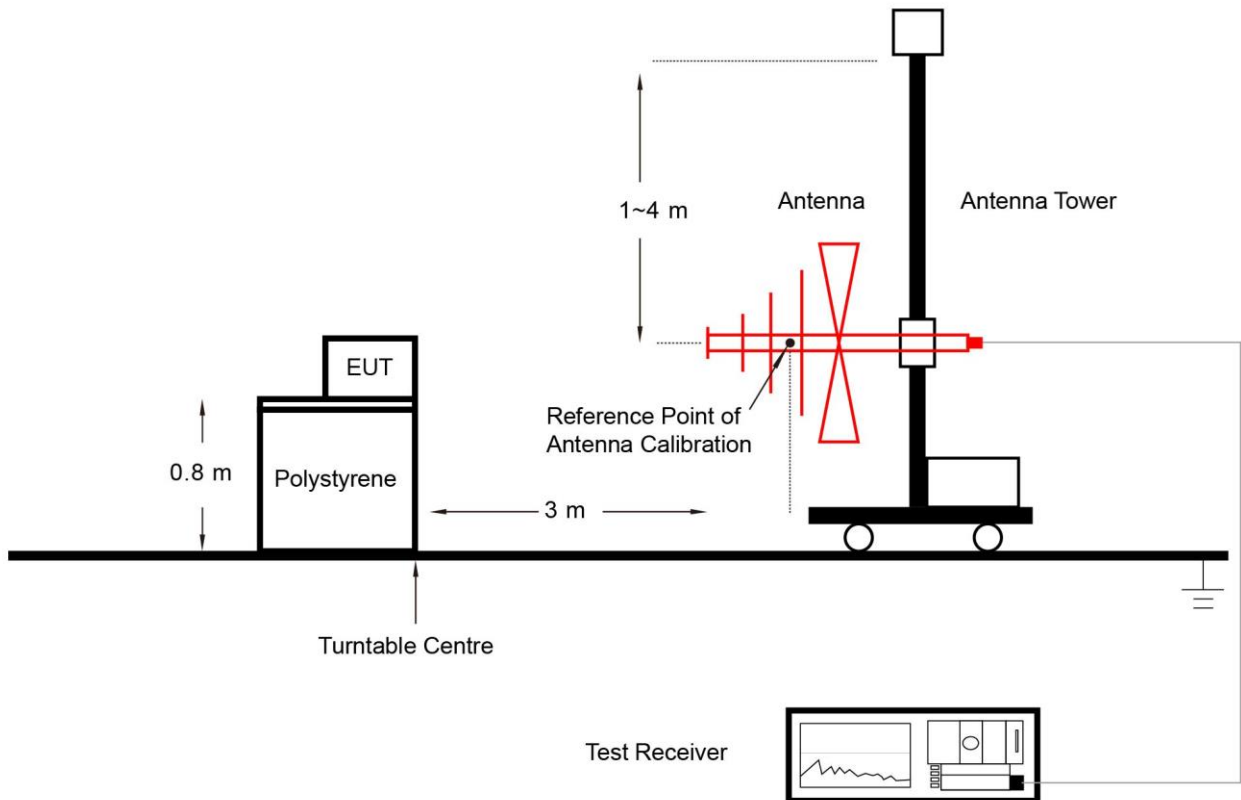 1~4 m
Antenna
Antenna Tower
EUT
Reference Point of
Antenna Calibration
0.8 m
Polystyrene
3 m
Turntable Centre
Test Receiver